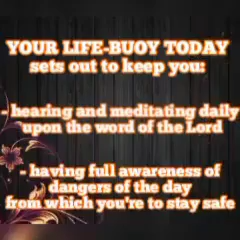 YOUR LIFE-BUOY TODAY
sets out to keep you:
- hearing and meditating daily
upon the word of the Lord
- having full awareness of
dangers of the day
from which you're to stay safe